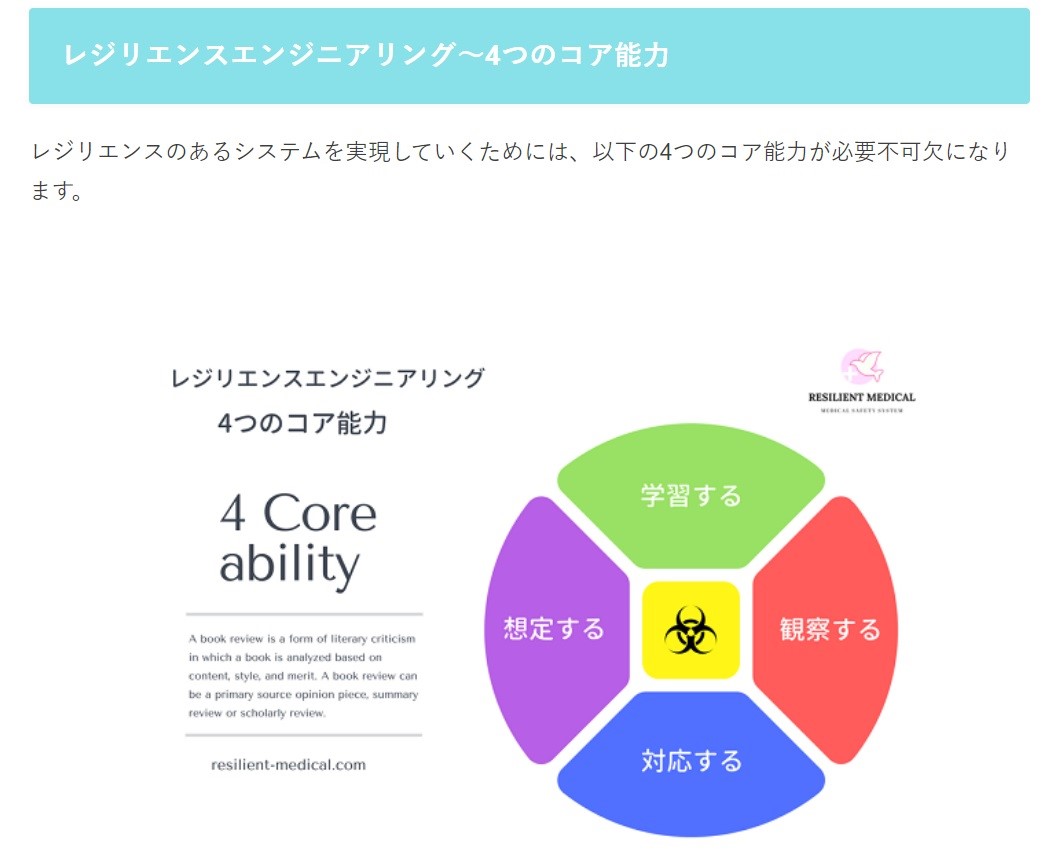 レジリエンスエンジニアリング～4つのコア能力
レジリエンスのあるシステムを実現していくためには、以下の4つのコア能力が必要不可欠になり
ます。
レジリエンスエンジニアリング
4つのコア能力
RESILIENT MEDICAL
MEDICAL SAFETY SYSTEM
4 Core
ability
A book review is a form of literary criticism
in which a book is analyzed based on
content, style, and merit. A book review can
be a primary source opinion piece, summary
review or scholarly review.
resilient-medical.com
学習する
想定する
観察する
対応する